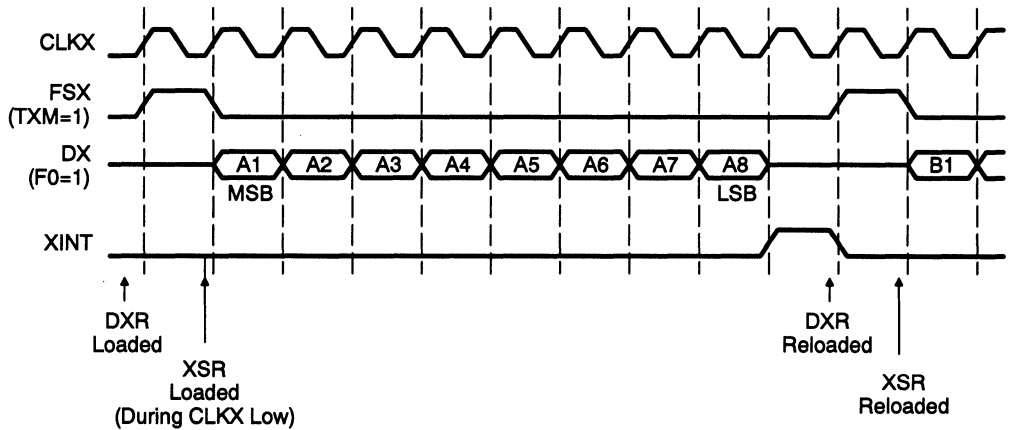 CLKX
FSX
(TXM=1)
DX
(F0=1)
A1 A2 A3 A4 A5 A6 A7 A8 B1
MSB LSB
XINT
DXR
Loaded
XSR
Loaded
(During CLKX Low)
DXR
Reloaded
XSR
Reloaded